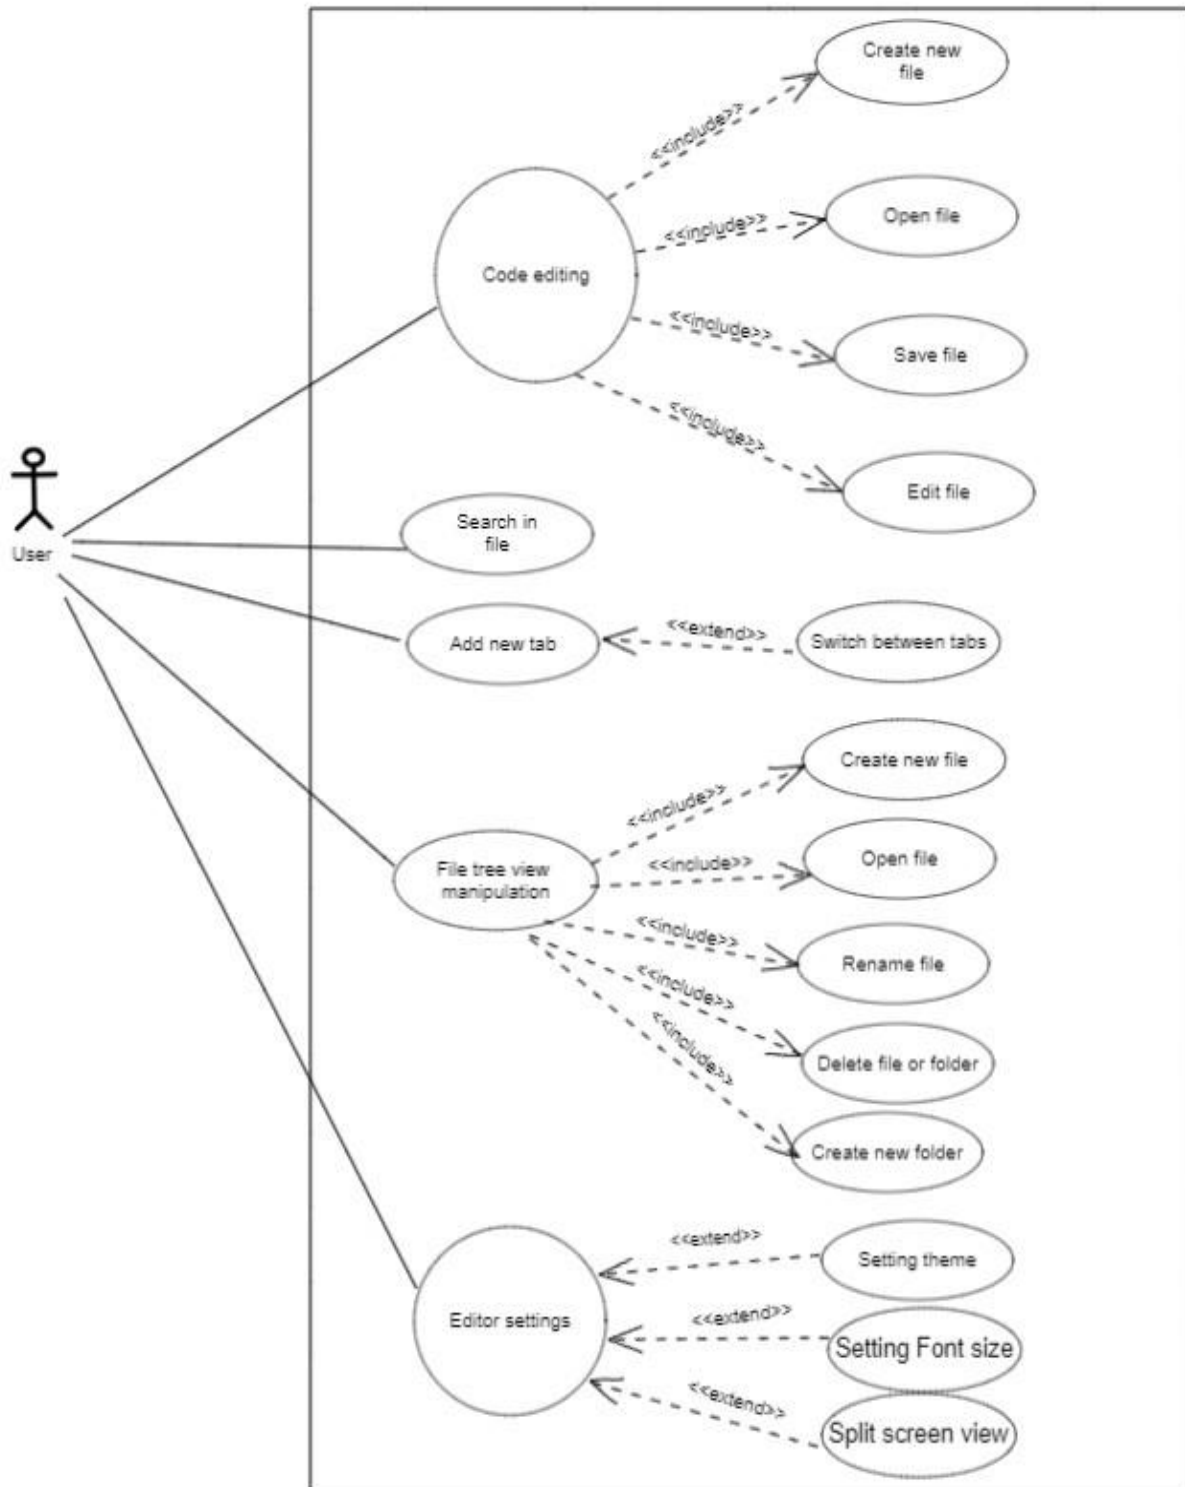 Create new
file
<<include>>
Open file
<<include>>
Code editing
<<include>>
Save file
<<include>>
Edit file
User
Search in
file
Add new tab
<<extend>>
Switch between tabs
Create new file
<<include>>
File tree view
manipulation
<<include>>
Open file
<<include>>
Rename file
<<include>>
Delete file or folder
<<include>>
Create new folder
<<extend>>
Setting theme
Editor settings
<<extend>>
Setting Font size
<<extend>>
Split screen view